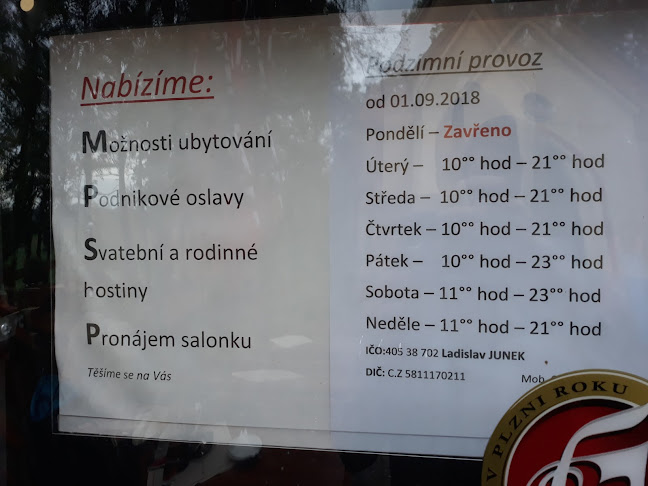 Nabízíme:
Možnosti ubytování
Podnikové oslavy
Svatební a rodinné
hostiny
Pronájem salonku
Těšíme se na Vás
Podzimní provoz
od 01.09.2018
Pondělí – Zavřeno
Úterý – 10°° hod – 21°° hod
Středa – 10°° hod – 21°° hod
Čtvrtek – 10°° hod – 21°° hod
Pátek – 10°° hod – 23°° hod
Sobota – 11°° hod – 23°° hod
Neděle – 11°° hod – 21°° hod
IČO:405 38 702 Ladislav JUNEK
DIČ: C.Z 5811170211 Mob.
V PLZNI ROKU